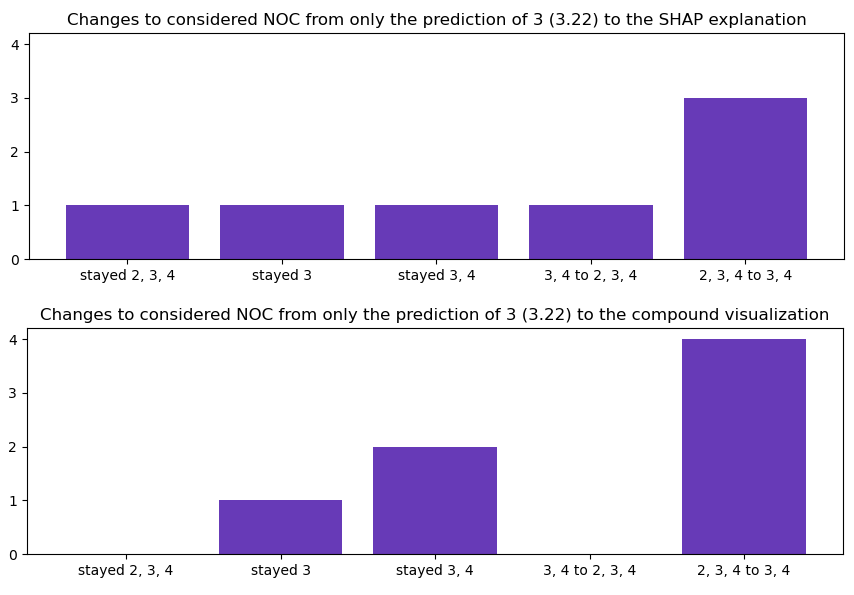 Changes to considered NOC from only the prediction of 3 (3.22) to the SHAP explanation
4
3
2
1
0
stayed 2, 3, 4 stayed 3 stayed 3, 4 3, 4 to 2, 3, 4 2, 3, 4 to 3, 4
Changes to considered NOC from only the prediction of 3 (3.22) to the compound visualization
4
3
2
1
0
stayed 2, 3, 4 stayed 3 stayed 3, 4 3, 4 to 2, 3, 4 2, 3, 4 to 3, 4